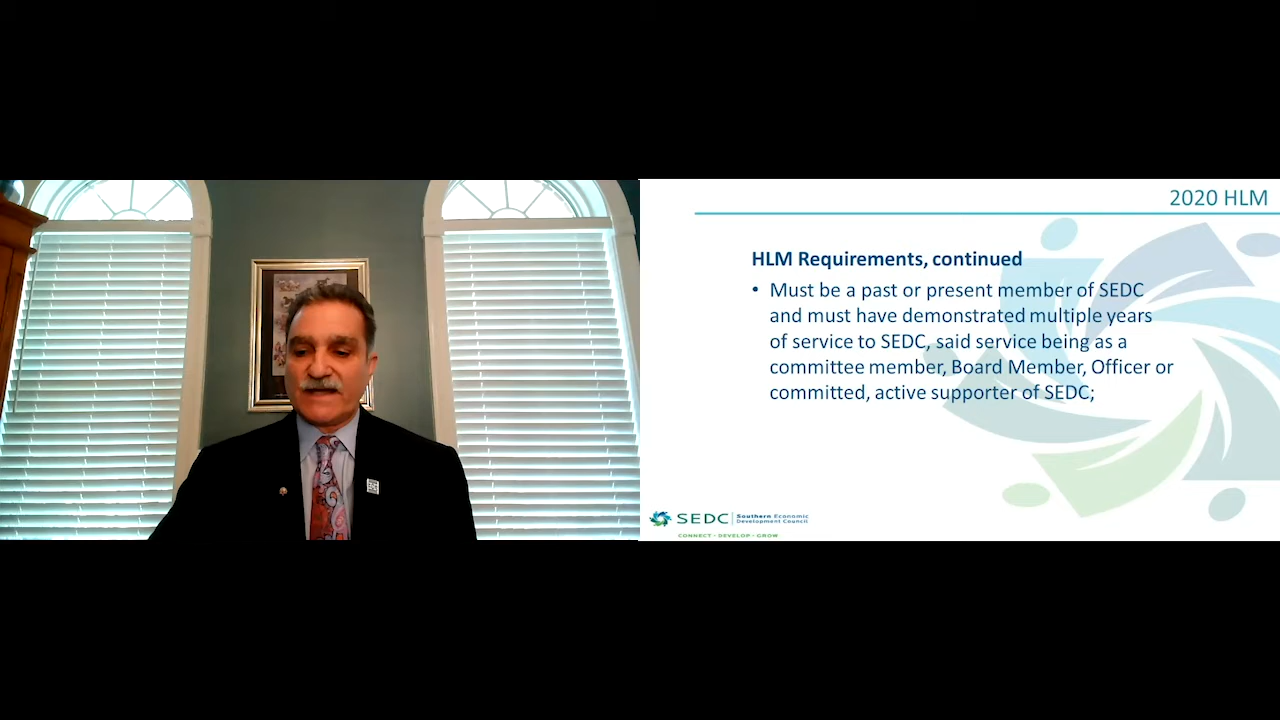 2020 HLM
HLM Requirements, continued
• Must be a past or present member of SEDC
and must have demonstrated multiple years
of service to SEDC, said service being as a
committee member, Board Member, Officer or
committed, active supporter of SEDC;
SEDC
Southern Economic
Development Council
CONNECT - DEVELOP - GROW